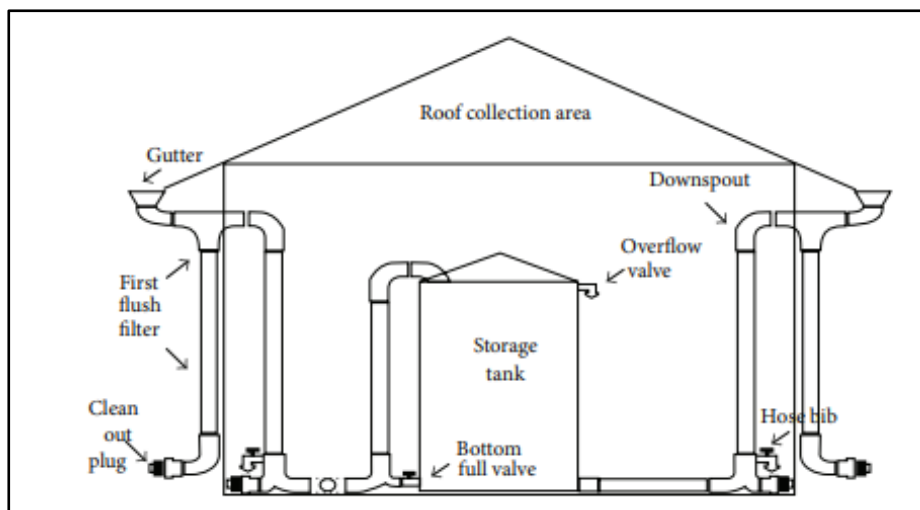 Roof collection area
Gutter
Downspout
Overflow
valve
First
flush
filter
Storage
tank
Clean
out
plug
Hose bib
Bottom
full valve